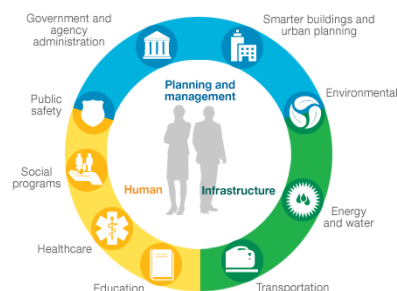 Government and
agency
administration
Smarter buildings and
urban planning
Planning and
management
Public
safety
Environmental
Social
programs
Human
Infrastructure
Energy
and water
Healthcare
Education
Transportation